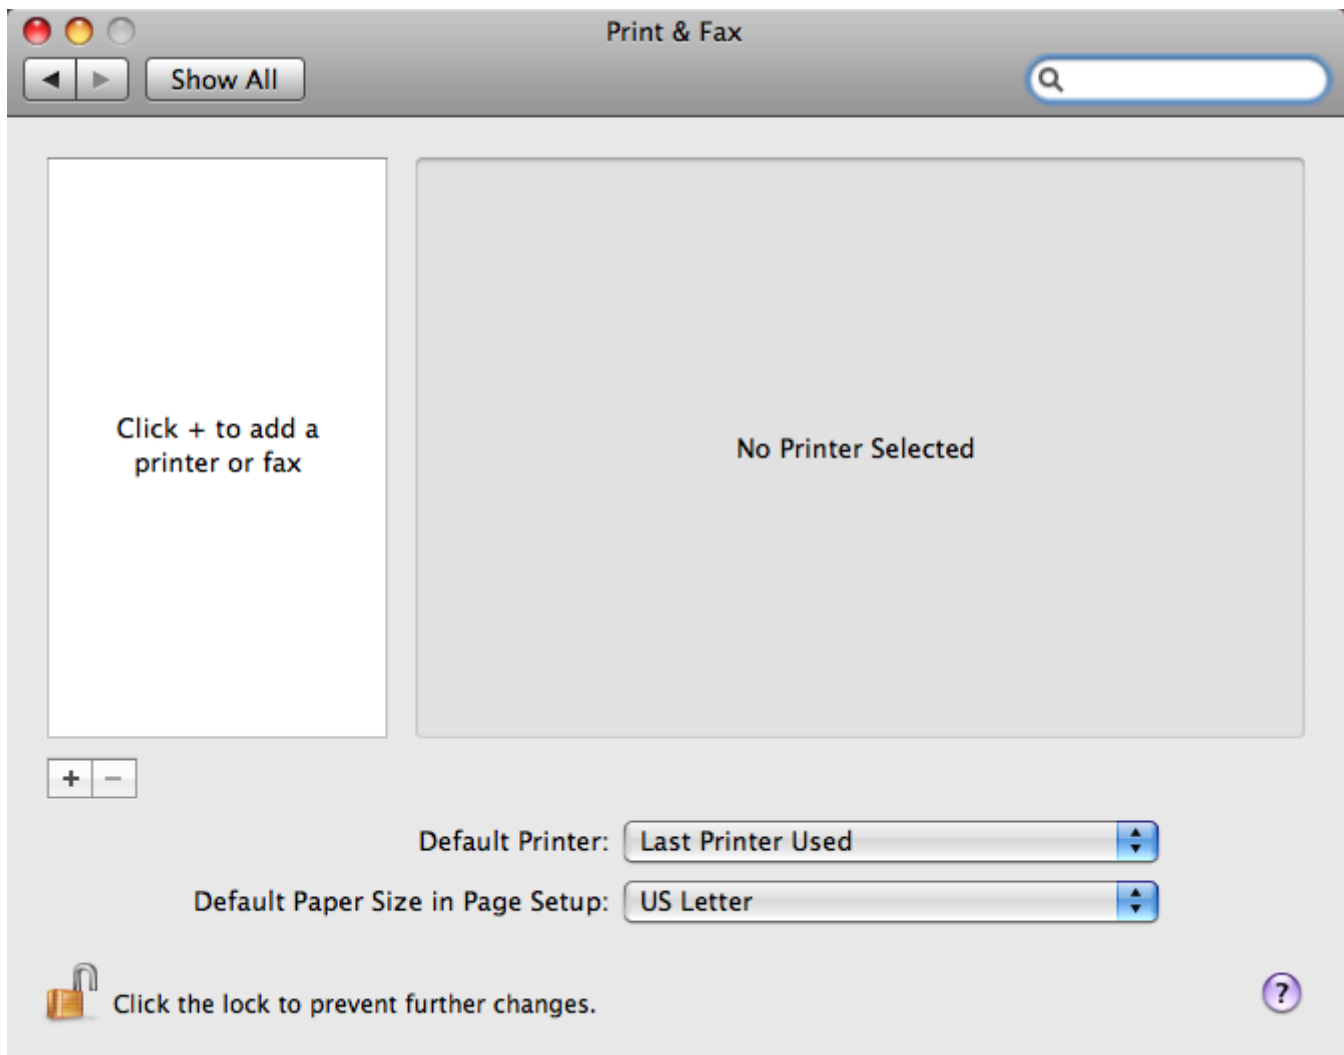 Print & Fax
Show All
Click + to add a
printer or fax
No Printer Selected
+ −
Default Printer: Last Printer Used
Default Paper Size in Page Setup: US Letter
Click the lock to prevent further changes.
?